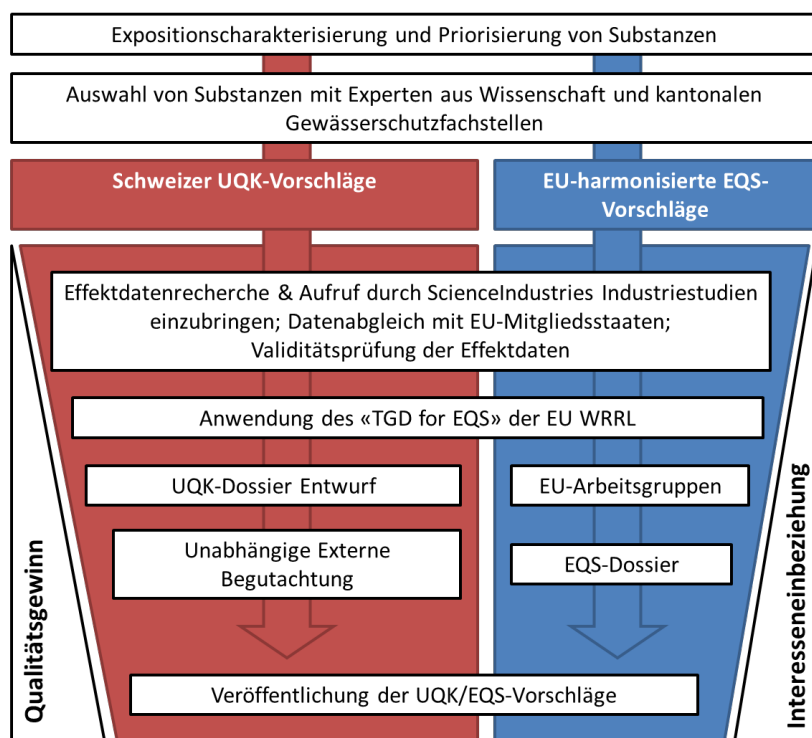 Expositionscharakterisierung und Priorisierung von Substanzen
Auswahl von Substanzen mit Experten aus Wissenschaft und kantonalen
Gewässerschutzfachstellen
Schweizer UQK-Vorschläge
EU-harmonisierte EQS-
Vorschläge
Effektdatenrecherche & Aufruf durch ScienceIndustries Industriestudien
einzubringen; Datenabgleich mit EU-Mitgliedsstaaten;
Validitätsprüfung der Effektdaten
Anwendung des «TGD for EQS» der EU WRRL
UQK-Dossier Entwurf
EU-Arbeitsgruppen
Unabhängige Externe
Begutachtung
EQS-Dossier
Veröffentlichung der UQK/EQS-Vorschläge
Qualitätsgewinn
Interesseneinbeziehung